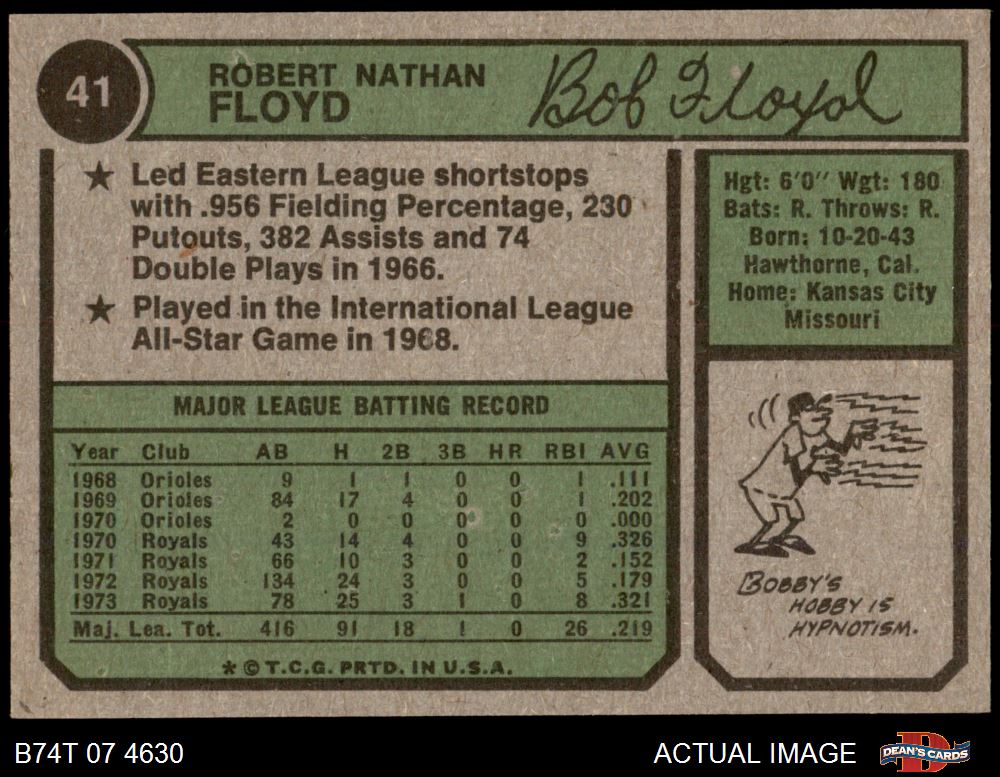 41
ROBERT NATHAN
FLOYD
Bob Floyd
★ Led Eastern League shortstops
with .956 Fielding Percentage, 230
Putouts, 382 Assists and 74
Double Plays in 1966.
★ Played in the International League
All-Star Game in 1968.
Hgt: 6'0" Wgt: 180
Bats: R. Throws: R.
Born: 10-20-43
Hawthorne, Cal.
Home: Kansas City
Missouri
MAJOR LEAGUE BATTING RECORD
Year Club AB H 2B 3B HR RBI AVG
1968 Orioles 9 1 1 0 0 1 .111
1969 Orioles 84 17 4 0 0 1 .202
1970 Orioles 2 0 0 0 0 0 .000
1970 Royals 43 14 4 0 0 9 .326
1971 Royals 66 10 3 0 0 2 .152
1972 Royals 134 24 3 0 0 5 .179
1973 Royals 78 25 3 1 0 8 .321
Maj. Lea. Tot. 416 91 18 1 0 26 .219
* © T.C.G. PRTD. IN U.S.A.
BOBBY'S
HOBBY IS
HYPNOTISM.
B74T 07 4630
ACTUAL IMAGE
D
DEAN'S CARDS